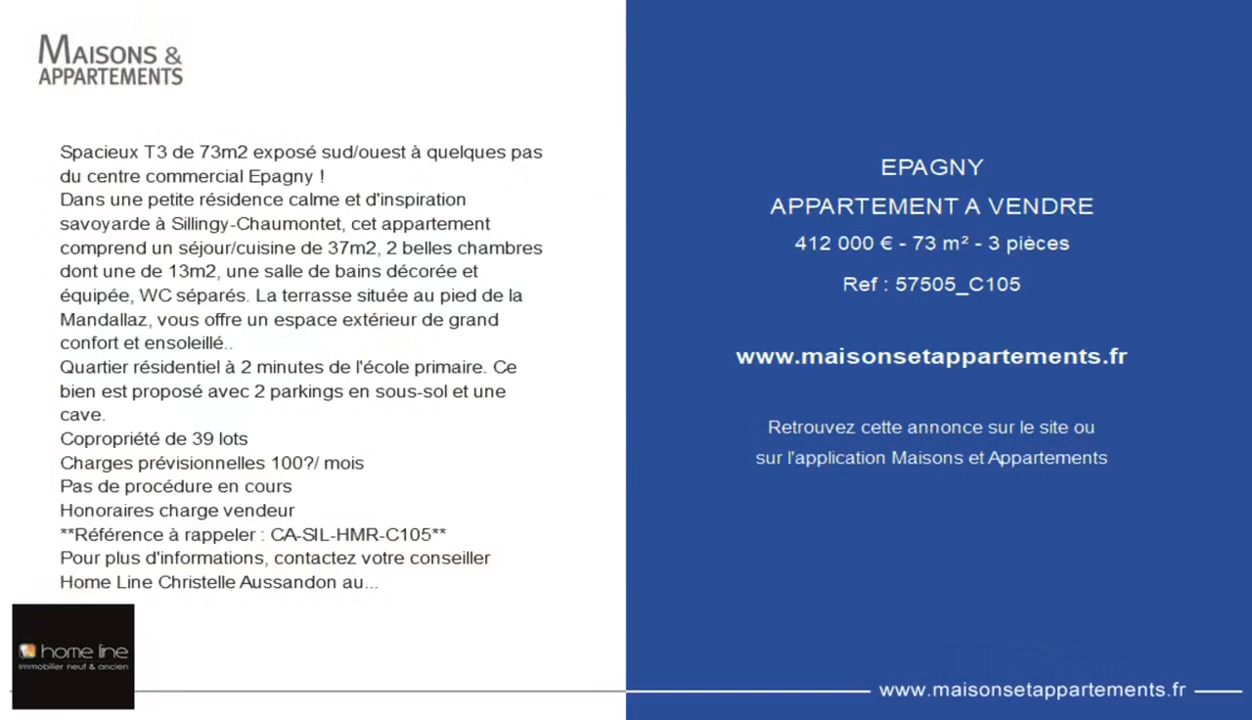 MAISONS &
APPARTEMENTS
Spacieux T3 de 73m2 exposé sud/ouest à quelques pas
du centre commercial Epagny !
Dans une petite résidence calme et d'inspiration
savoyarde à Sillingy-Chaumontet, cet appartement
comprend un séjour/cuisine de 37m2, 2 belles chambres
dont une de 13m2, une salle de bains décorée et
équipée, WC séparés. La terrasse située au pied de la
Mandallaz, vous offre un espace extérieur de grand
confort et ensoleillé..
Quartier résidentiel à 2 minutes de l'école primaire. Ce
bien est proposé avec 2 parkings en sous-sol et une
cave.
Copropriété de 39 lots
Charges prévisionnelles 100?/ mois
Pas de procédure en cours
Honoraires charge vendeur
**Référence à rappeler : CA-SIL-HMR-C105**
Pour plus d'informations, contactez votre conseiller
Home Line Christelle Aussandon au...
home line
immobilier neuf & ancien
EPAGNY
APPARTEMENT A VENDRE
412 000 € - 73 m² - 3 pièces
Ref : 57505_C105
www.maisonsetappartements.fr
Retrouvez cette annonce sur le site ou
sur l'application Maisons et Appartements
www.maisonsetappartements.fr